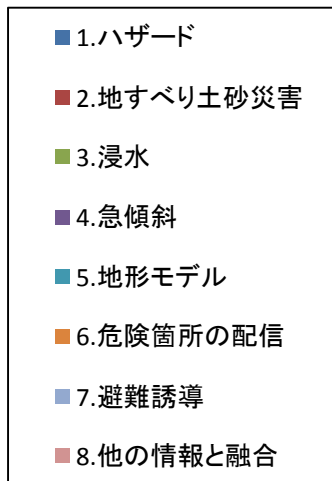 1.ハザード
2.地すべり土砂災害
3.浸水
4.急傾斜
5.地形モデル
6.危険箇所の配信
7.避難誘導
8.他の情報と融合